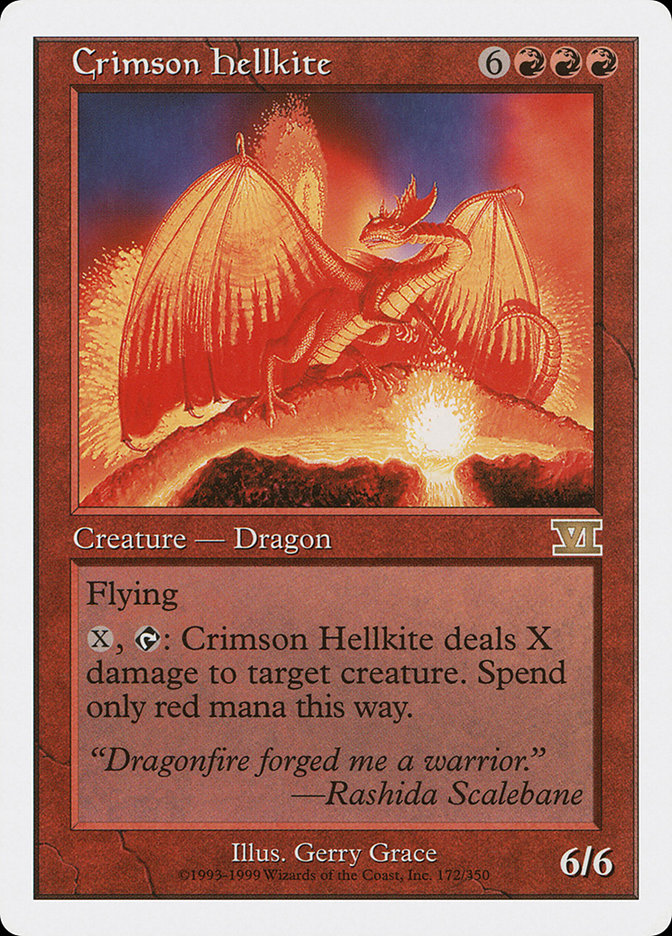 Crimson Hellkite 6
Creature — Dragon VI
Flying
X, : Crimson Hellkite deals X
damage to target creature. Spend
only red mana this way.
“Dragonfire forged me a warrior.”
—Rashida Scalebane
Illus. Gerry Grace
©1993-1999 Wizards of the Coast, Inc. 172/350
6/6